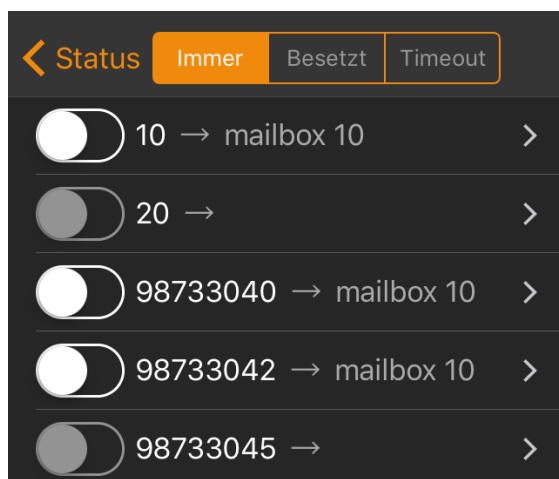 Status Immer Besetzt Timeout
10 → mailbox 10
20 →
98733040 → mailbox 10
98733042 → mailbox 10
98733045 →